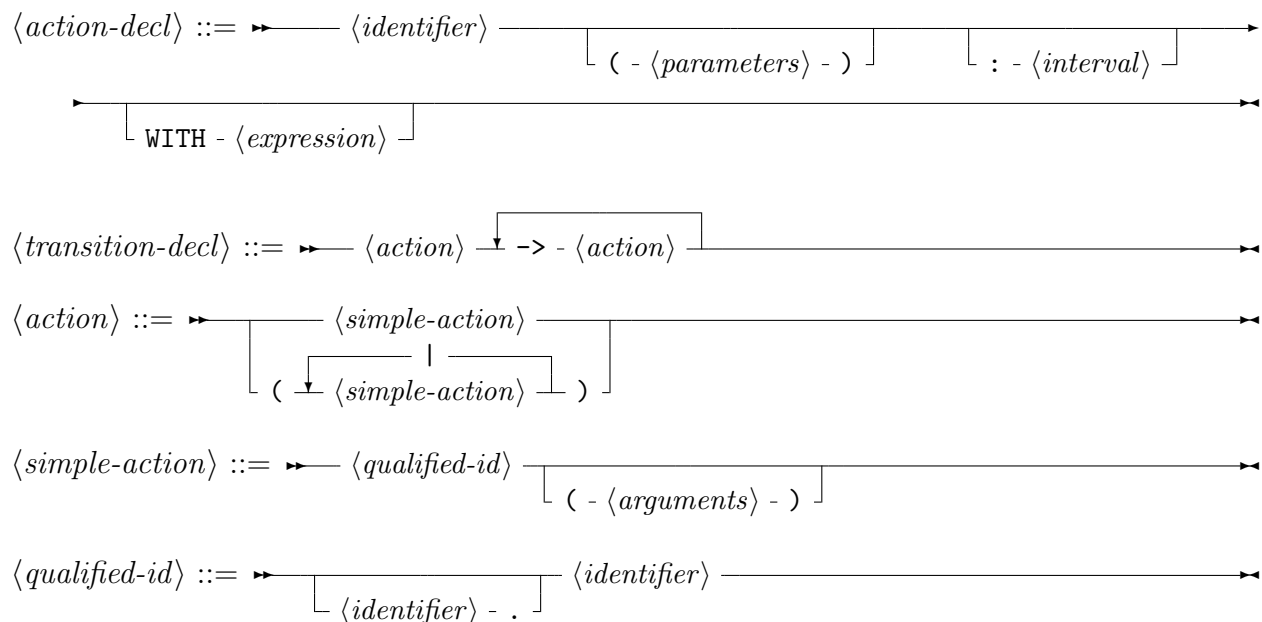 ⟨action-decl⟩ ::= ⟨identifier⟩
( - ⟨parameters⟩ - ) : - ⟨interval⟩
WITH - ⟨expression⟩
⟨transition-decl⟩ ::= ⟨action⟩ -> - ⟨action⟩
⟨action⟩ ::= ⟨simple-action⟩
|
( ⟨simple-action⟩ )
⟨simple-action⟩ ::= ⟨qualified-id⟩
( - ⟨arguments⟩ - )
⟨qualified-id⟩ ::= ⟨identifier⟩
⟨identifier⟩ - .